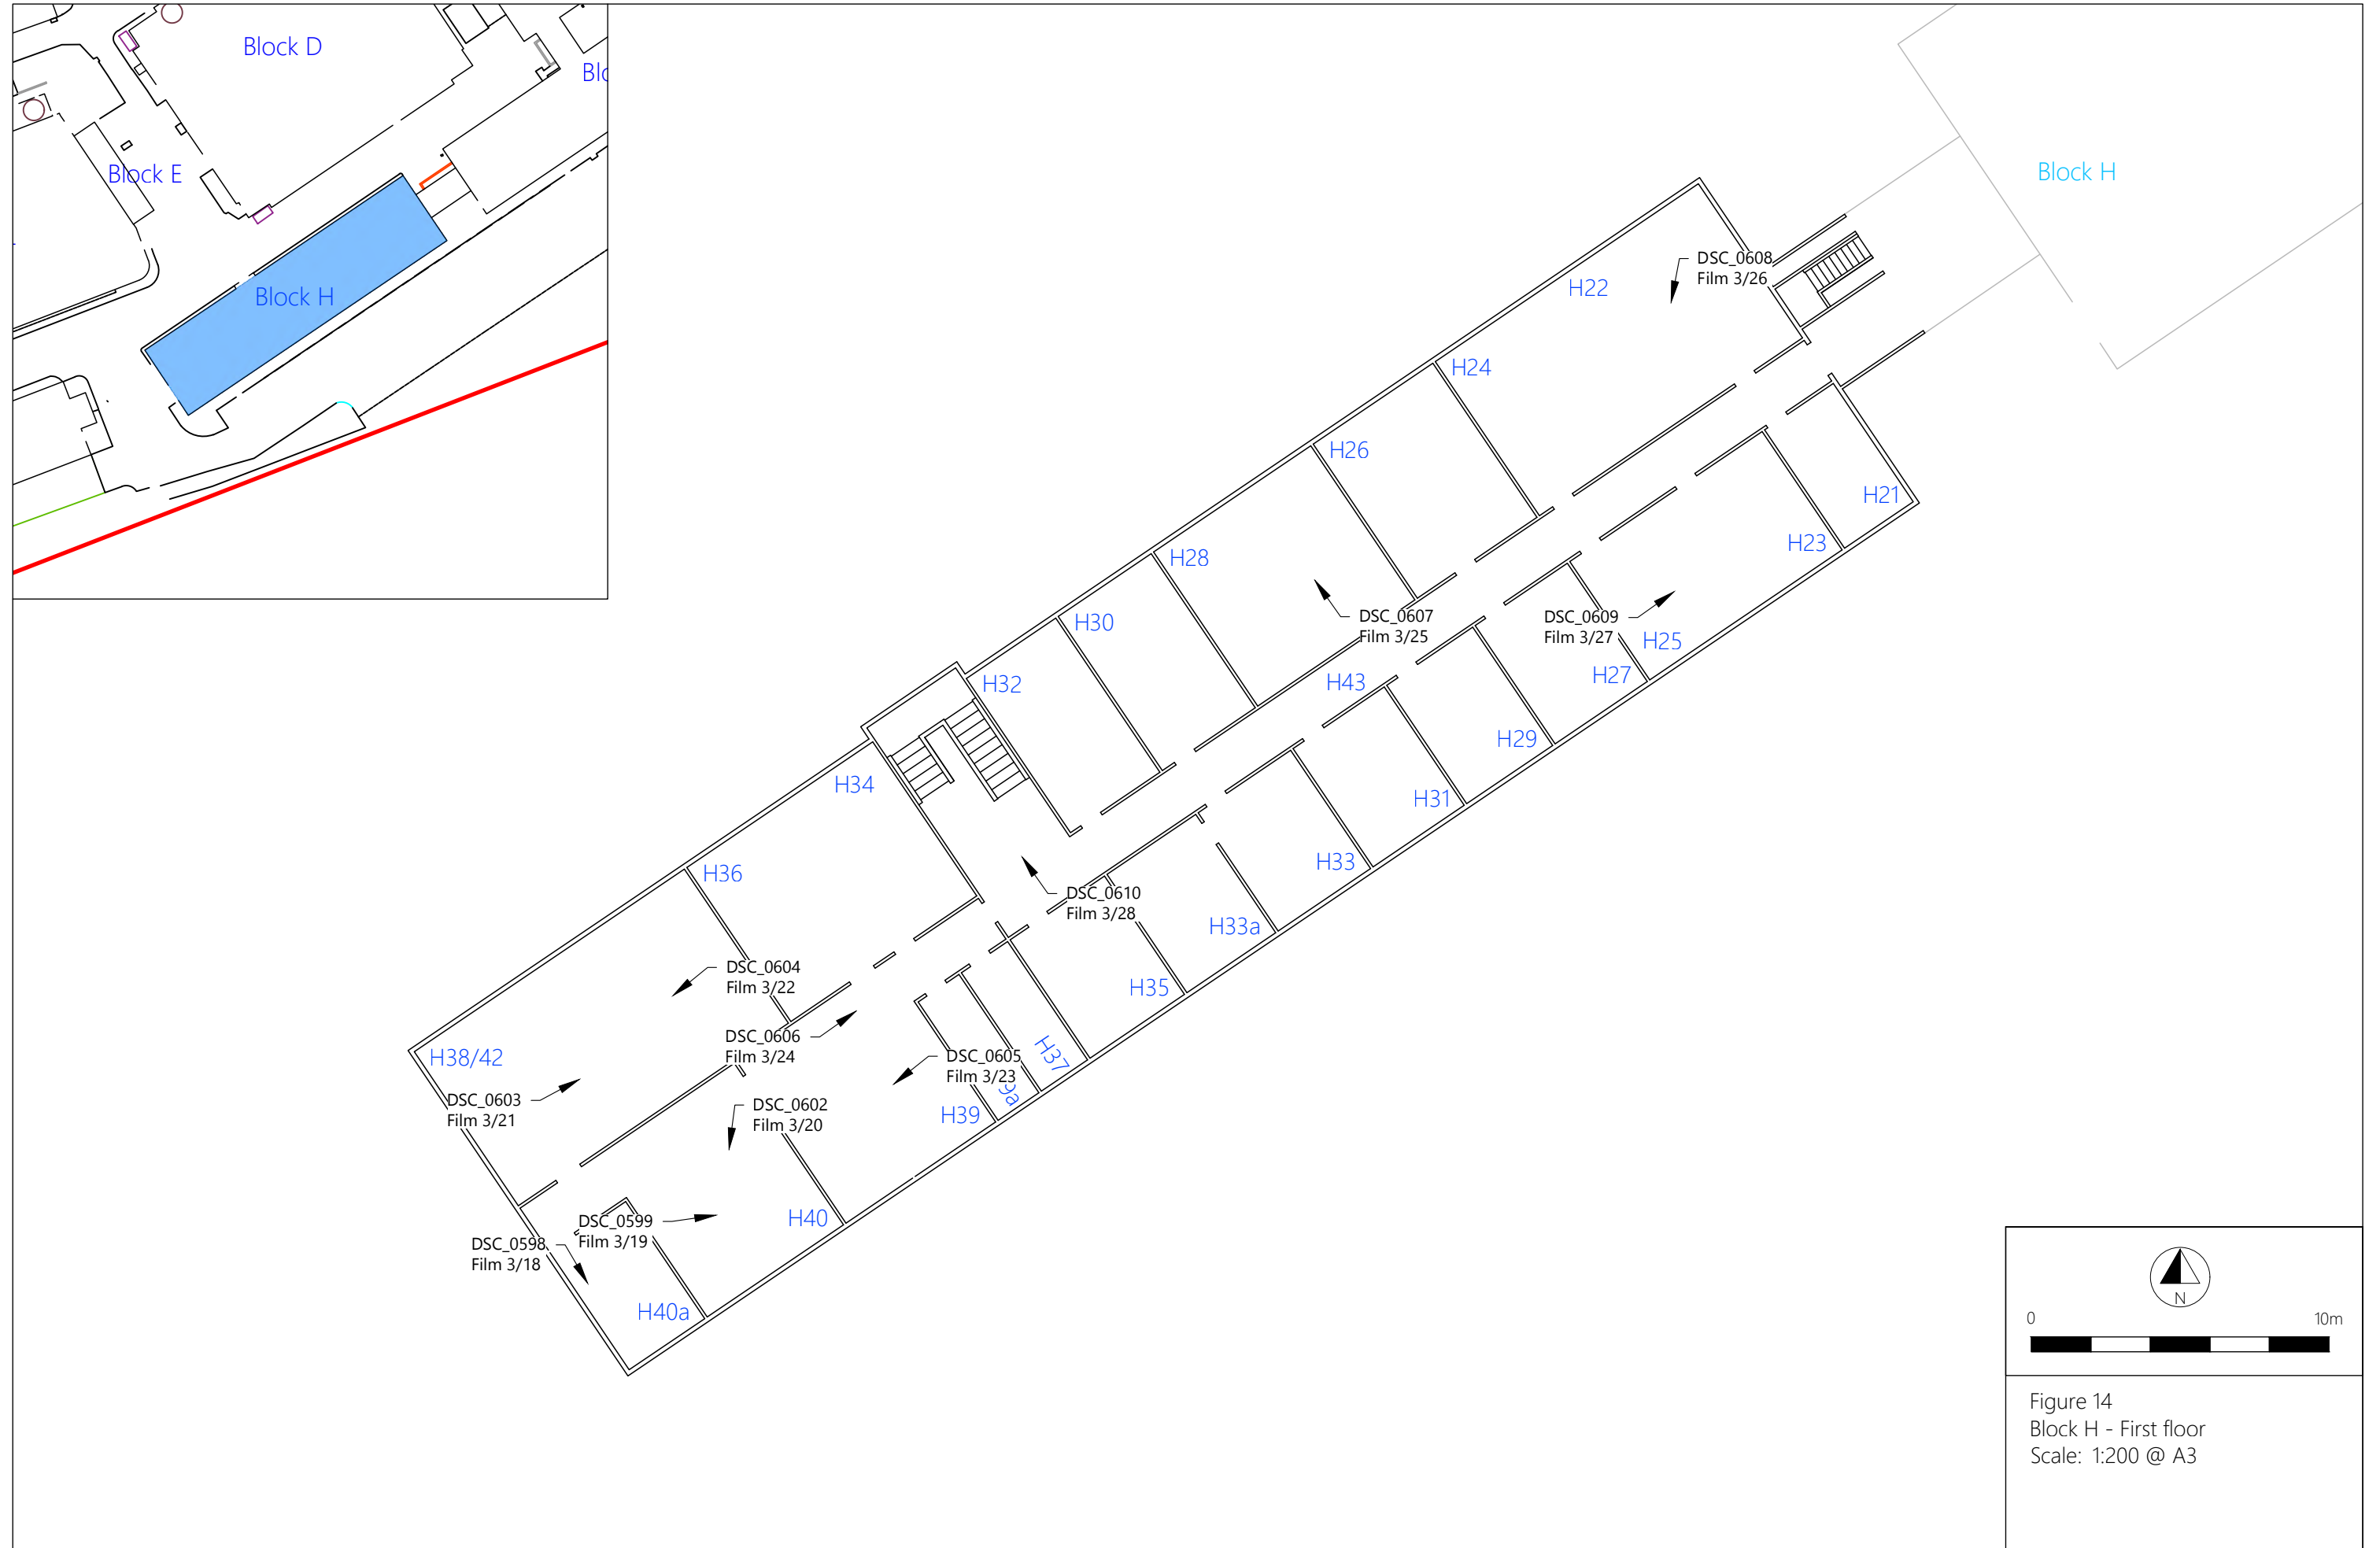 Block D
Blo
Block E
Block H
Block H
DSC_0608
Film 3/26
H22
H24
H26
H21
H23
H28
DSC_0607
Film 3/25
DSC_0609
Film 3/27
H25
H27
H30
H43
H32
H29
H34
H31
H36
H33
DSC_0610
Film 3/28
H33a
DSC_0604
Film 3/22
H35
DSC_0606
Film 3/24
H38/42
H37
DSC_0605
Film 3/23
9a
H39
DSC_0603
Film 3/21
DSC_0602
Film 3/20
H40
DSC_0599
Film 3/19
DSC_0598
Film 3/18
H40a
N
0 10m
Figure 14
Block H - First floor
Scale: 1:200 @ A3